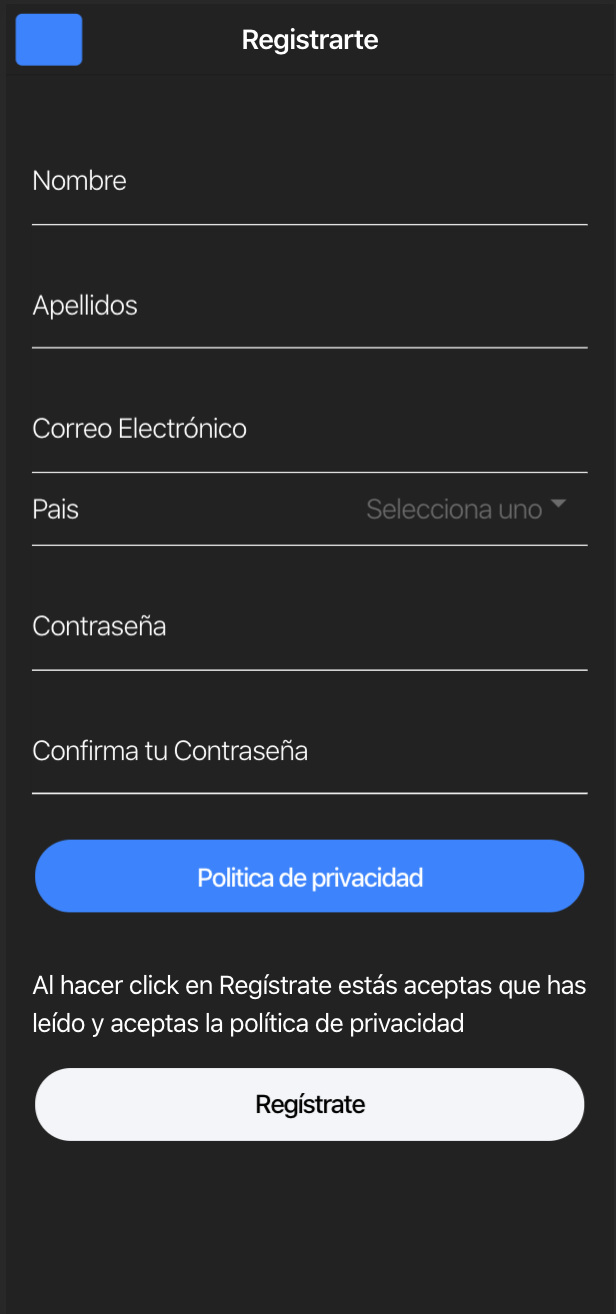 Registrarte
Nombre
Apellidos
Correo Electrónico
Pais
Selecciona uno
Contraseña
Confirma tu Contraseña
Politica de privacidad
Al hacer click en Regístrate estás aceptas que has
leído y aceptas la política de privacidad
Regístrate